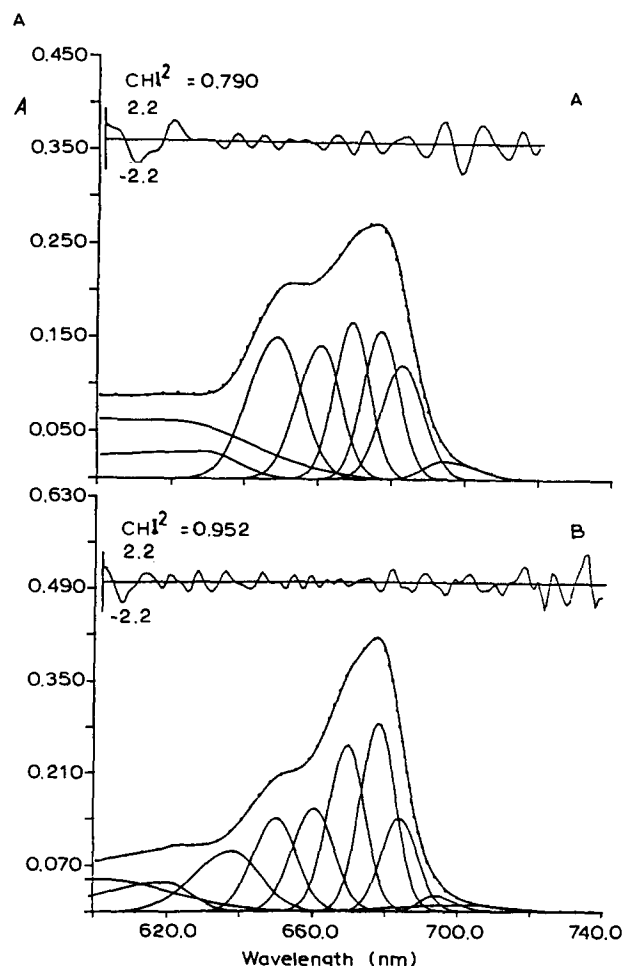 A
0.450
CHI² = 0.790
A
2.2
A
0.350
-2.2
0.250
0.150
0.050
0.630
CHI² = 0.952
B
2.2
0.490
-2.2
0.350
0.210
0.070
620.0 660.0 700.0 740.0
Wavelength (nm)